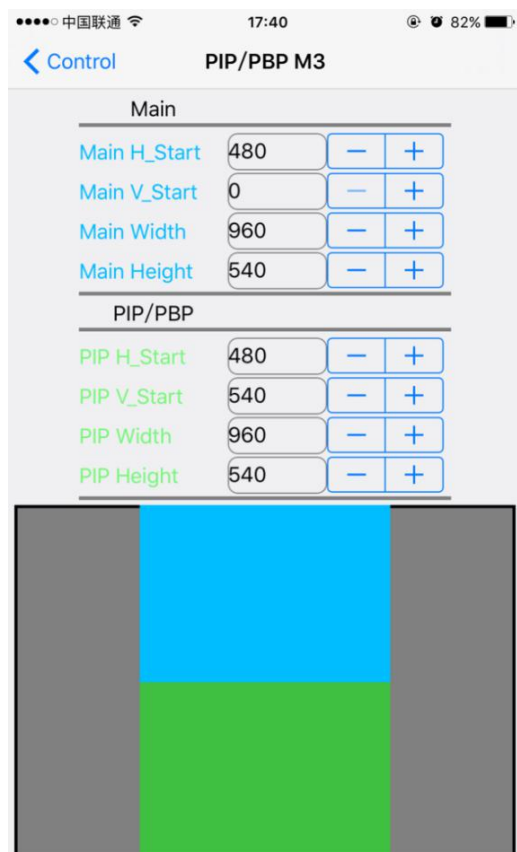 中国联通 17:40 82%
Control PIP/PBP M3
Main
Main H_Start 480 − +
Main V_Start 0 − +
Main Width 960 − +
Main Height 540 − +
PIP/PBP
PIP H_Start 480 − +
PIP V_Start 540 − +
PIP Width 960 − +
PIP Height 540 − +